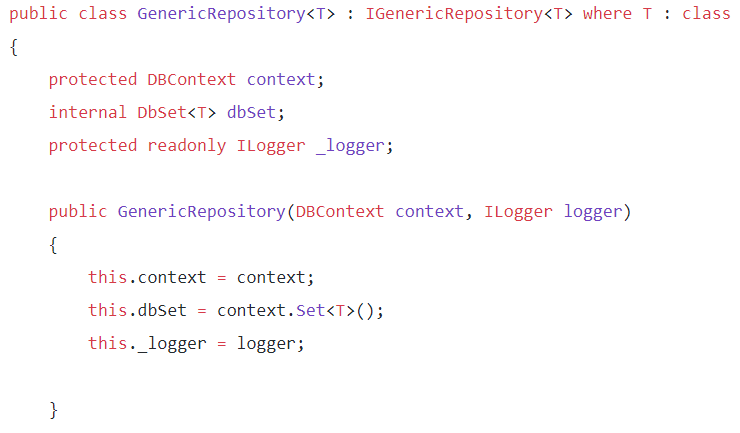 public class GenericRepository<T> : IGenericRepository<T> where T : class
{
    protected DBContext context;
    internal DbSet<T> dbSet;
    protected readonly ILogger _logger;
    public GenericRepository(DBContext context, ILogger logger)
    {
        this.context = context;
        this.dbSet = context.Set<T>();
        this._logger = logger;
    }